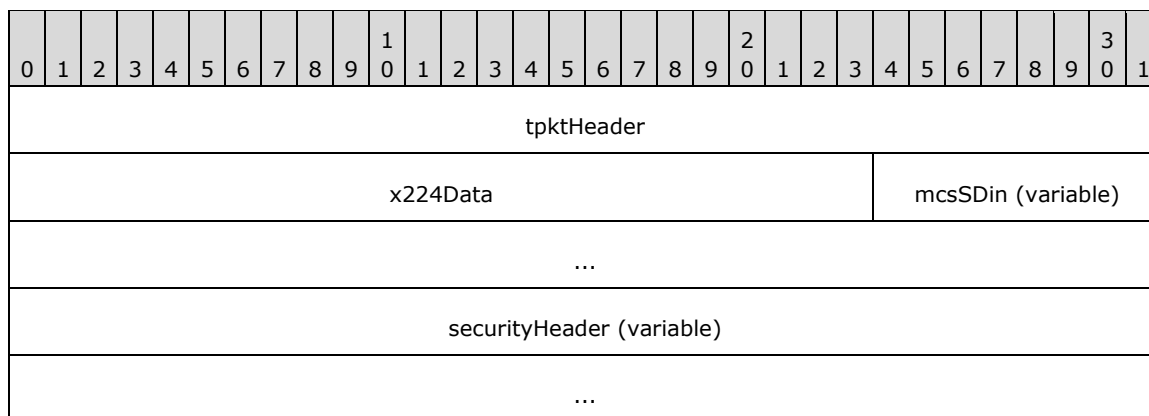 1 2 3
0 1 2 3 4 5 6 7 8 9 0 1 2 3 4 5 6 7 8 9 0 1 2 3 4 5 6 7 8 9 0 1
tpktHeader
x224Data mcsSDin (variable)
...
securityHeader (variable)
...